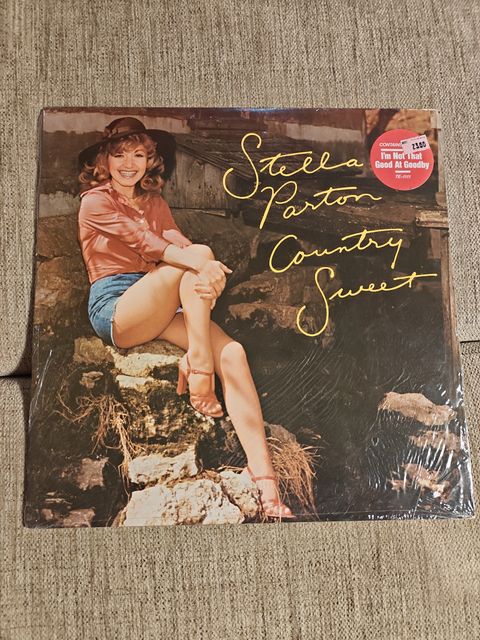 Stella
Parton
Country
Sweet
I'm Not That
Good At Goodby